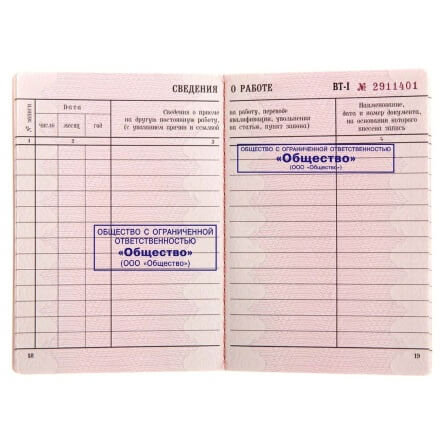 СВЕДЕНИЯ
О РАБОТЕ
ВТ-I № 2911401
№ записи
Дата
число
месяц
год
Сведения о приеме
на другую постоянную работу,
(с указанием причин и ссылкой
на работу, переводе
квалификации, увольнении
на статью, пункт закона)
Наименование,
дата и номер документа,
на основании которого
внесена запись
1
2
3
4
ОБЩЕСТВО С ОГРАНИЧЕННОЙ ОТВЕТСТВЕННОСТЬЮ
«Общество»
(ООО «Общество»)
ОБЩЕСТВО С ОГРАНИЧЕННОЙ
ОТВЕТСТВЕННОСТЬЮ
«Общество»
(ООО «Общество»)
18
19